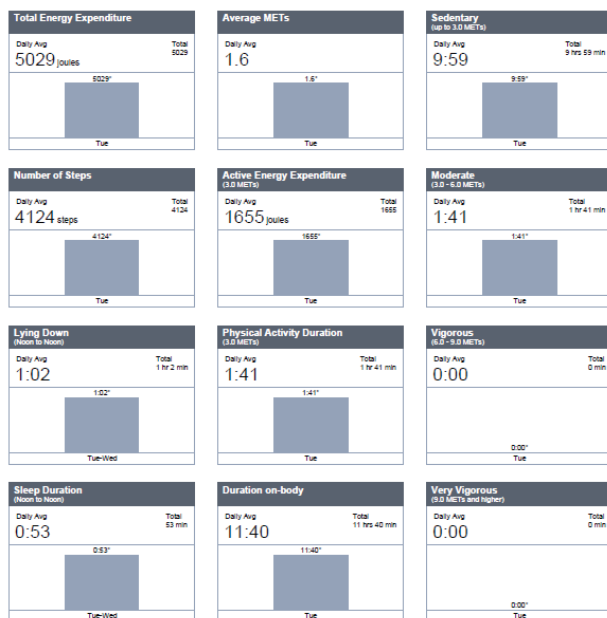 Total Energy Expenditure
Daily Avg
Total
5029 joules
5029
5029*
Tue
Average METs
Daily Avg
1.6
1.6*
Tue
Sedentary
(up to 3.0 METs)
Daily Avg
Total
9:59
9 hrs 59 min
9:59*
Tue
Number of Steps
Daily Avg
Total
4124 steps
4124
4124*
Tue
Active Energy Expenditure
(3.0 METs)
Daily Avg
Total
1655 joules
1655
1655*
Tue
Moderate
(3.0 - 6.0 METs)
Daily Avg
Total
1:41
1 hr 41 min
1:41*
Tue
Lying Down
(Noon to Noon)
Daily Avg
Total
1:02
1 hr 2 min
1:02*
Tue-Wed
Physical Activity Duration
(3.0 METs)
Daily Avg
Total
1:41
1 hr 41 min
1:41*
Tue
Vigorous
(6.0 - 9.0 METs)
Daily Avg
Total
0:00
0 min
0:00*
Tue
Sleep Duration
(Noon to Noon)
Daily Avg
Total
0:53
53 min
0:53*
Tue-Wed
Duration on-body
Daily Avg
Total
11:40
11 hrs 40 min
11:40*
Tue
Very Vigorous
(9.0 METs and higher)
Daily Avg
Total
0:00
0 min
0:00*
Tue